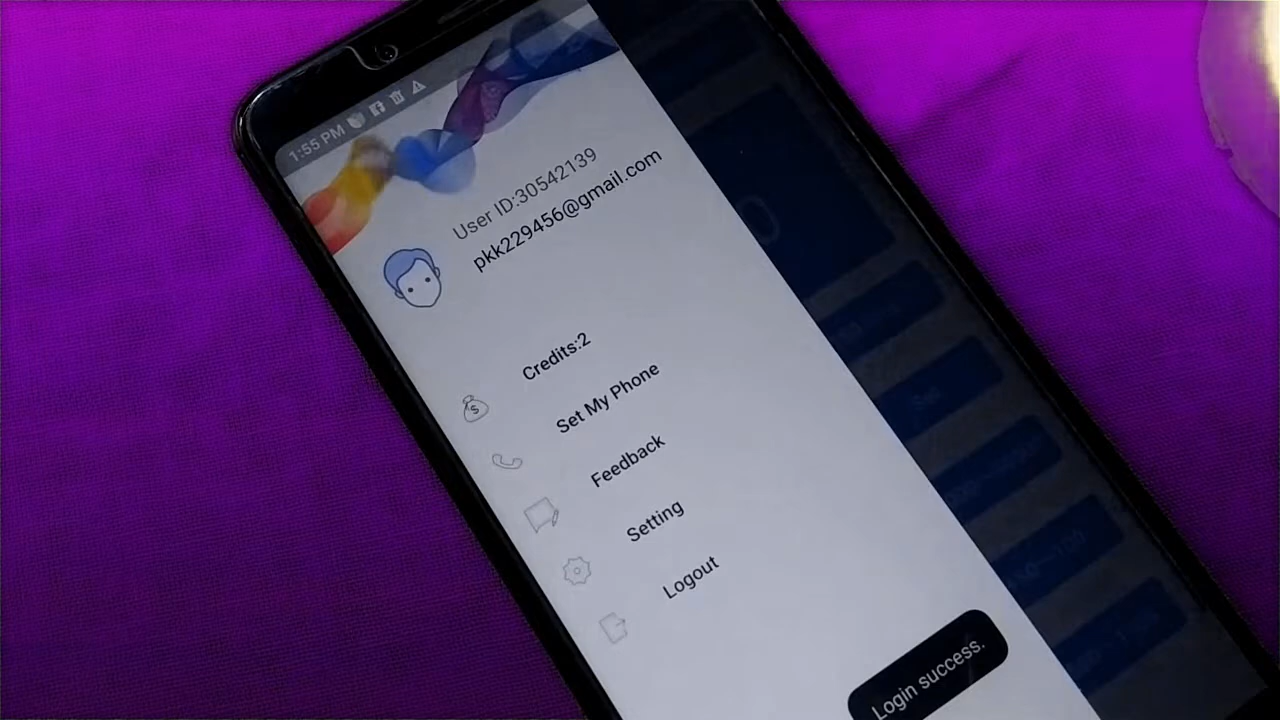 1:55 PM
User ID:30542139
pkk229456@gmail.com
Credits:2
Set My Phone
Feedback
Setting
Logout
Login success.